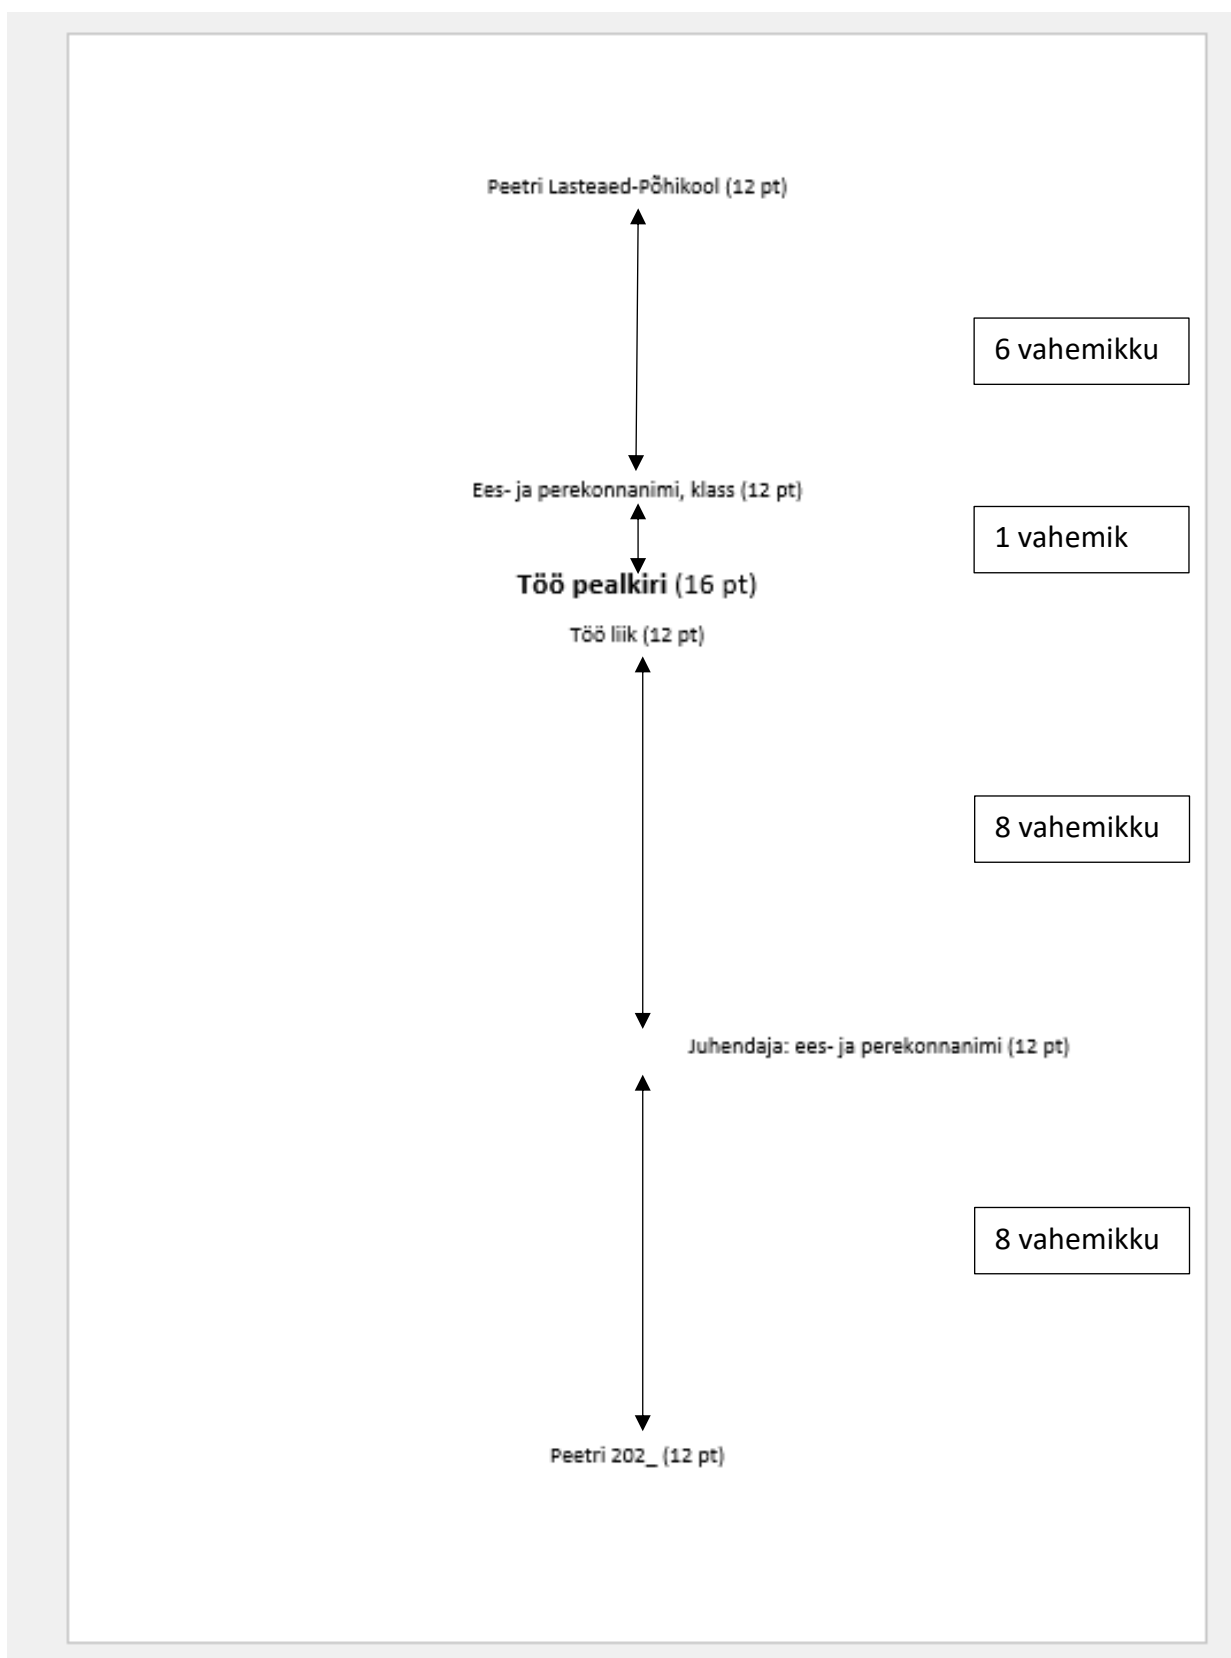 Peetri Lasteaed-Põhikool (12 pt)
6 vahemikku
Ees- ja perekonnanimi, klass (12 pt)
1 vahemik
Töö pealkiri (16 pt)
Töö liik (12 pt)
8 vahemikku
Juhendaja: ees- ja perekonnanimi (12 pt)
8 vahemikku
Peetri 202_ (12 pt)